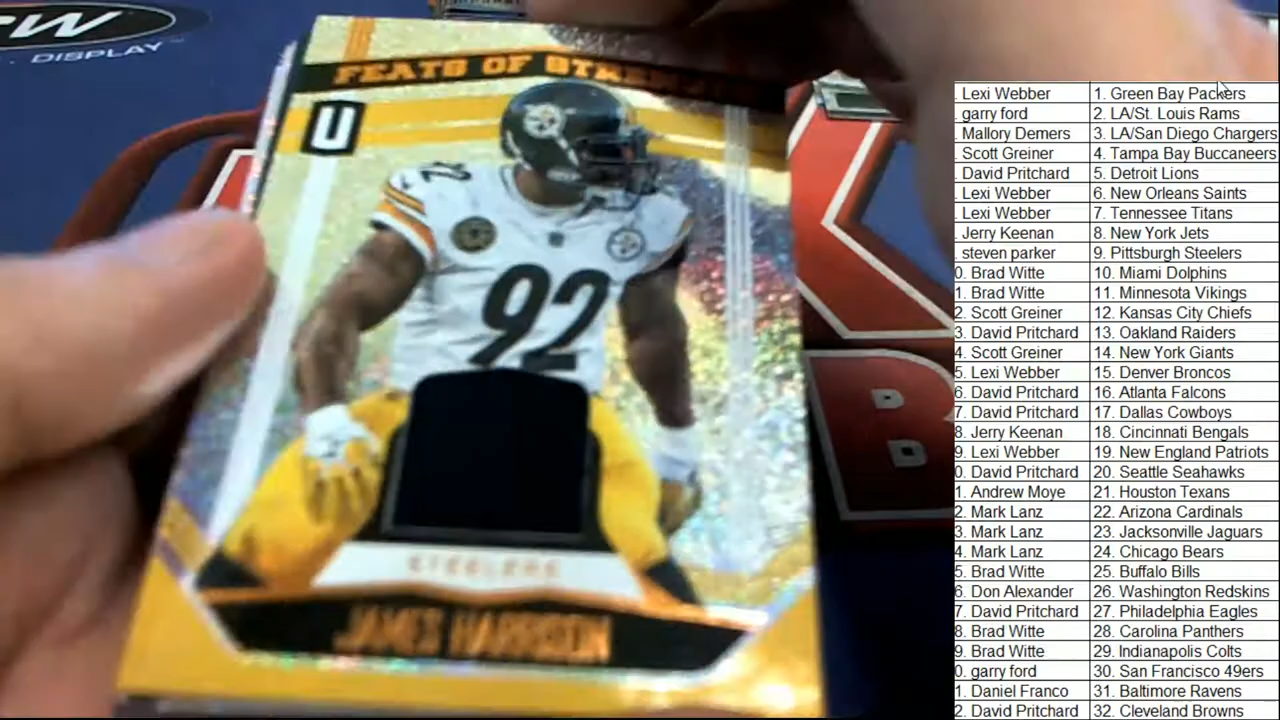 CW
DISPLAY
FEATS OF STRENGTH
U
92
92
STEELERS
JAMES HARRISON
B
Lexi Webber 1. Green Bay Packers
garry ford 2. LA/St. Louis Rams
Mallory Demers 3. LA/San Diego Chargers
Scott Greiner 4. Tampa Bay Buccaneers
David Pritchard 5. Detroit Lions
Lexi Webber 6. New Orleans Saints
Lexi Webber 7. Tennessee Titans
Jerry Keenan 8. New York Jets
steven parker 9. Pittsburgh Steelers
0. Brad Witte 10. Miami Dolphins
1. Brad Witte 11. Minnesota Vikings
2. Scott Greiner 12. Kansas City Chiefs
3. David Pritchard 13. Oakland Raiders
4. Scott Greiner 14. New York Giants
5. Lexi Webber 15. Denver Broncos
6. David Pritchard 16. Atlanta Falcons
7. David Pritchard 17. Dallas Cowboys
8. Jerry Keenan 18. Cincinnati Bengals
9. Lexi Webber 19. New England Patriots
0. David Pritchard 20. Seattle Seahawks
1. Andrew Moye 21. Houston Texans
2. Mark Lanz 22. Arizona Cardinals
3. Mark Lanz 23. Jacksonville Jaguars
4. Mark Lanz 24. Chicago Bears
5. Brad Witte 25. Buffalo Bills
6. Don Alexander 26. Washington Redskins
7. David Pritchard 27. Philadelphia Eagles
8. Brad Witte 28. Carolina Panthers
9. Brad Witte 29. Indianapolis Colts
0. garry ford 30. San Francisco 49ers
1. Daniel Franco 31. Baltimore Ravens
2. David Pritchard 32. Cleveland Browns